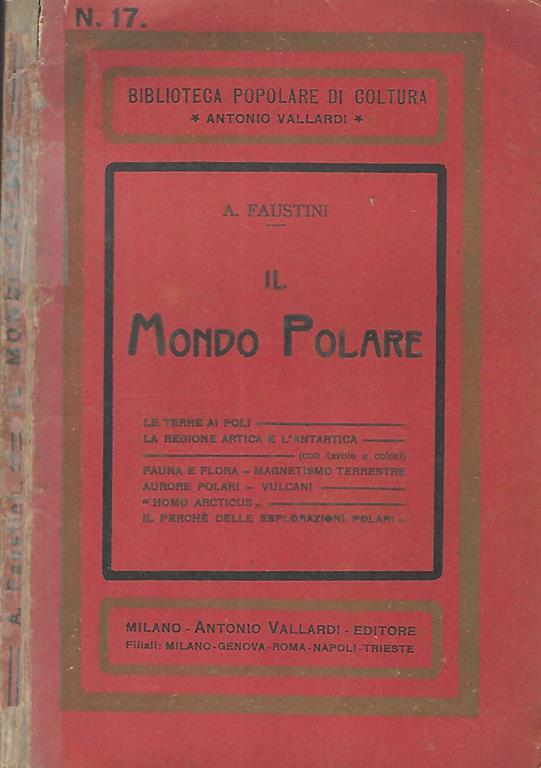 N. 17.
BIBLIOTECA POPOLARE DI COLTURA
* ANTONIO VALLARDI *
A. FAUSTINI
IL
MONDO POLARE
LE TERRE AI POLI
LA REGIONE ARTICA E L'ANTARTICA
(con tavole a colori)
FAUNA E FLORA - MAGNETISMO TERRESTRE
AURORE POLARI - VULCANI
"HOMO ARCTICUS„
IL PERCHÈ DELLE ESPLORAZIONI POLARI
MILANO - ANTONIO VALLARDI - EDITORE
Filiali: MILANO-GENOVA-ROMA-NAPOLI-TRIESTE
A. Faustini. — IL MONDO